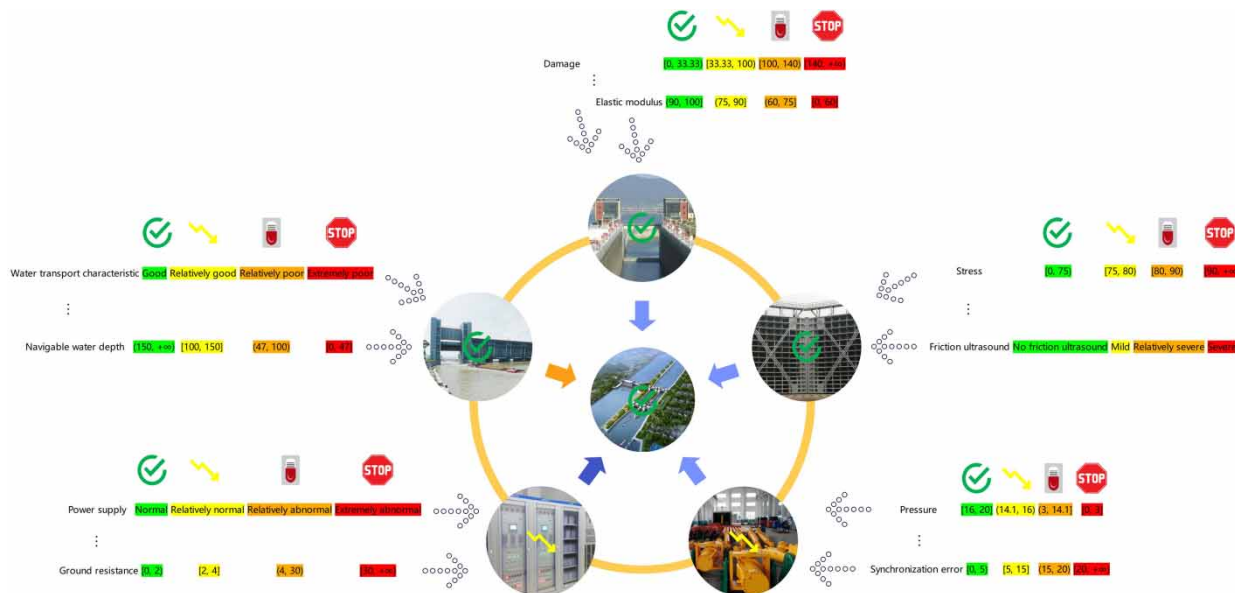 STOP
Damage [0, 33.33) [33.33, 100) [100, 140) [140, +∞)
⋮
Elastic modulus (90, 100] (75, 90] (60, 75] [0, 60]
STOP
Water transport characteristic Good Relatively good Relatively poor Extremely poor
⋮
Navigable water depth (150, +∞) [100, 150] (47, 100) [0, 47]
STOP
Stress [0, 75) [75, 80) [80, 90) [90, +∞)
⋮
Friction ultrasound No friction ultrasound Mild Relatively severe Severe
STOP
Power supply Normal Relatively normal Relatively abnormal Extremely abnormal
⋮
Ground resistance [0, 2) [2, 4] (4, 30) [30, +∞)
STOP
Pressure [16, 20] (14.1, 16) (3, 14.1] [0, 3]
⋮
Synchronization error [0, 5) [5, 15] (15, 20) [20, +∞)